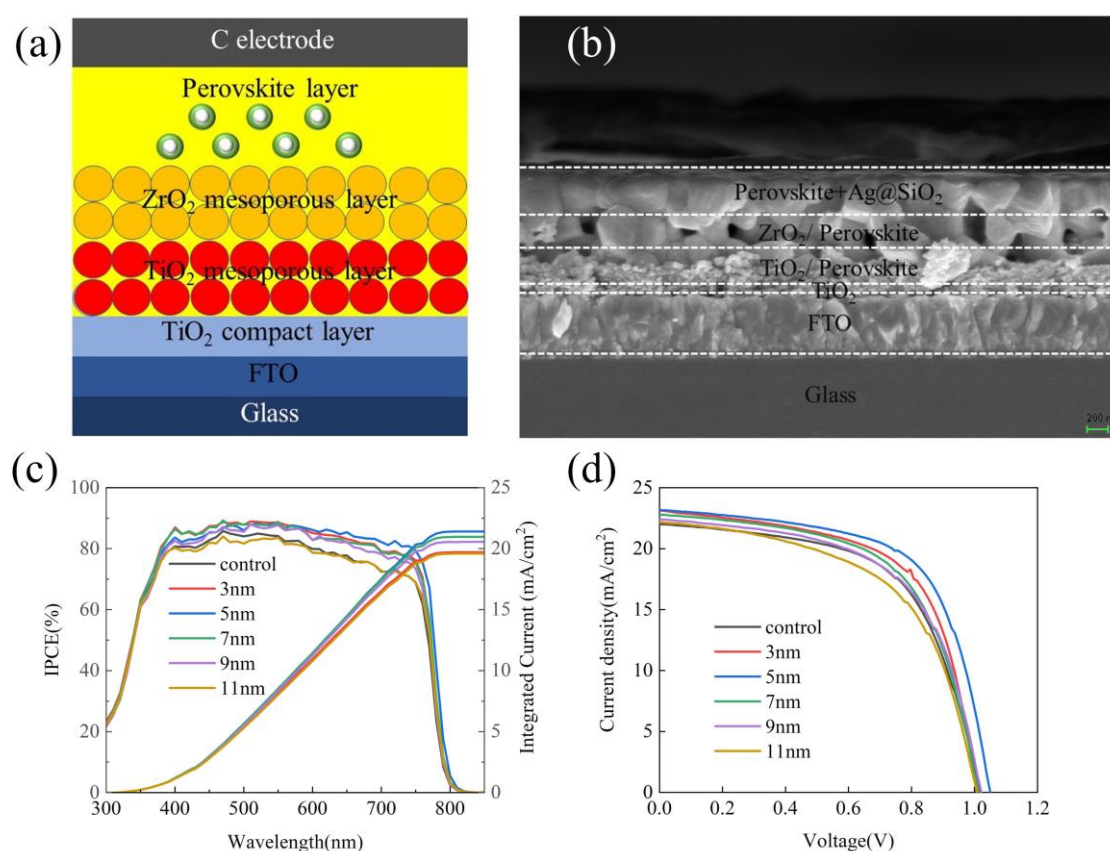 (a)
C electrode
Perovskite layer
ZrO₂ mesoporous layer
TiO₂ mesoporous layer
TiO₂ compact layer
FTO
Glass
(b)
Perovskite+Ag@SiO₂
ZrO₂/ Perovskite
TiO₂/ Perovskite
TiO₂
FTO
Glass
(c)
100
80
60
40
20
0
IPCE(%)
25
20
15
10
5
0
Integrated Current (mA/cm²)
control
3nm
5nm
7nm
9nm
11nm
300
400
500
600
700
800
Wavelength(nm)
(d)
25
20
15
10
5
0
Current density(mA/cm²)
control
3nm
5nm
7nm
9nm
11nm
0.0
0.2
0.4
0.6
0.8
1.0
1.2
Voltage(V)